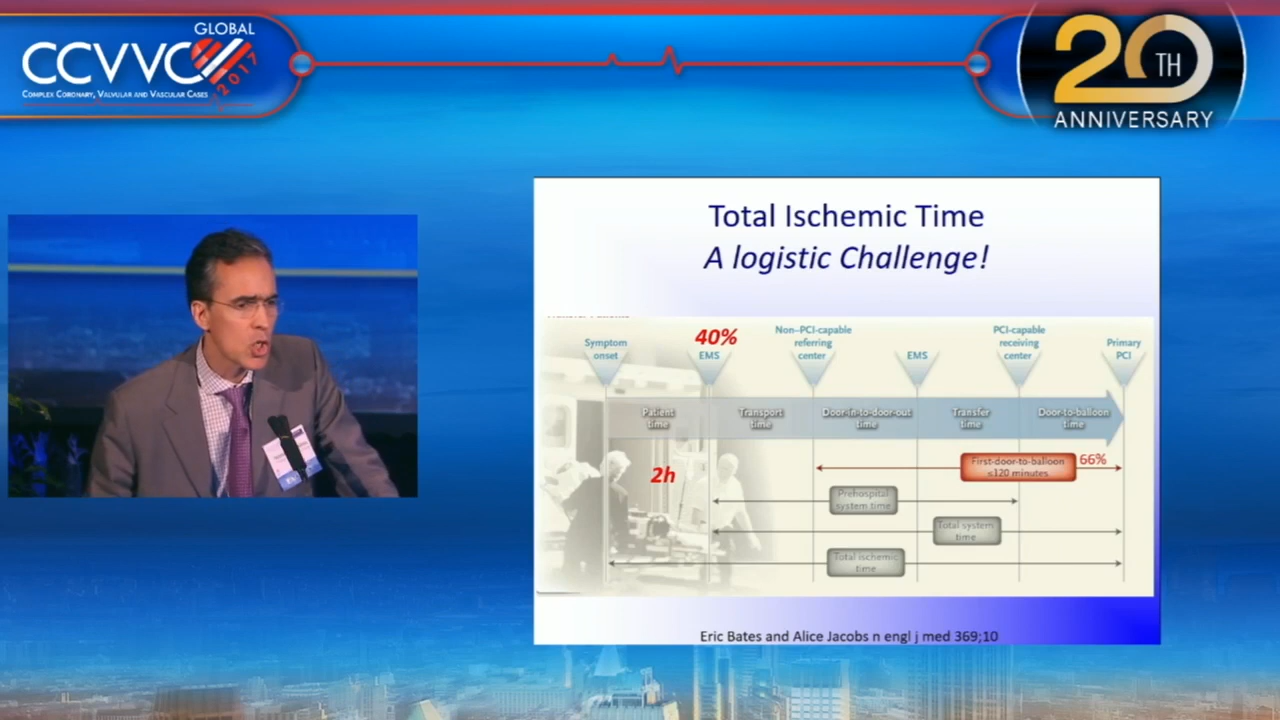 GLOBAL
CCVVC
2017
COMPLEX CORONARY, VALVULAR AND VASCULAR CASES
20TH
ANNIVERSARY
Total Ischemic Time
A logistic Challenge!
Symptom
onset
40%
EMS
Non–PCI-capable
referring
center
EMS
PCI-capable
receiving
center
Primary
PCI
Patient
time
Transport
time
Door-in-to-door-out
time
Transfer
time
Door-to-balloon
time
2h
First-door-to-balloon
≤120 minutes
66%
Prehospital
system time
Total system
time
Total ischemic
time
Eric Bates and Alice Jacobs n engl j med 369;10